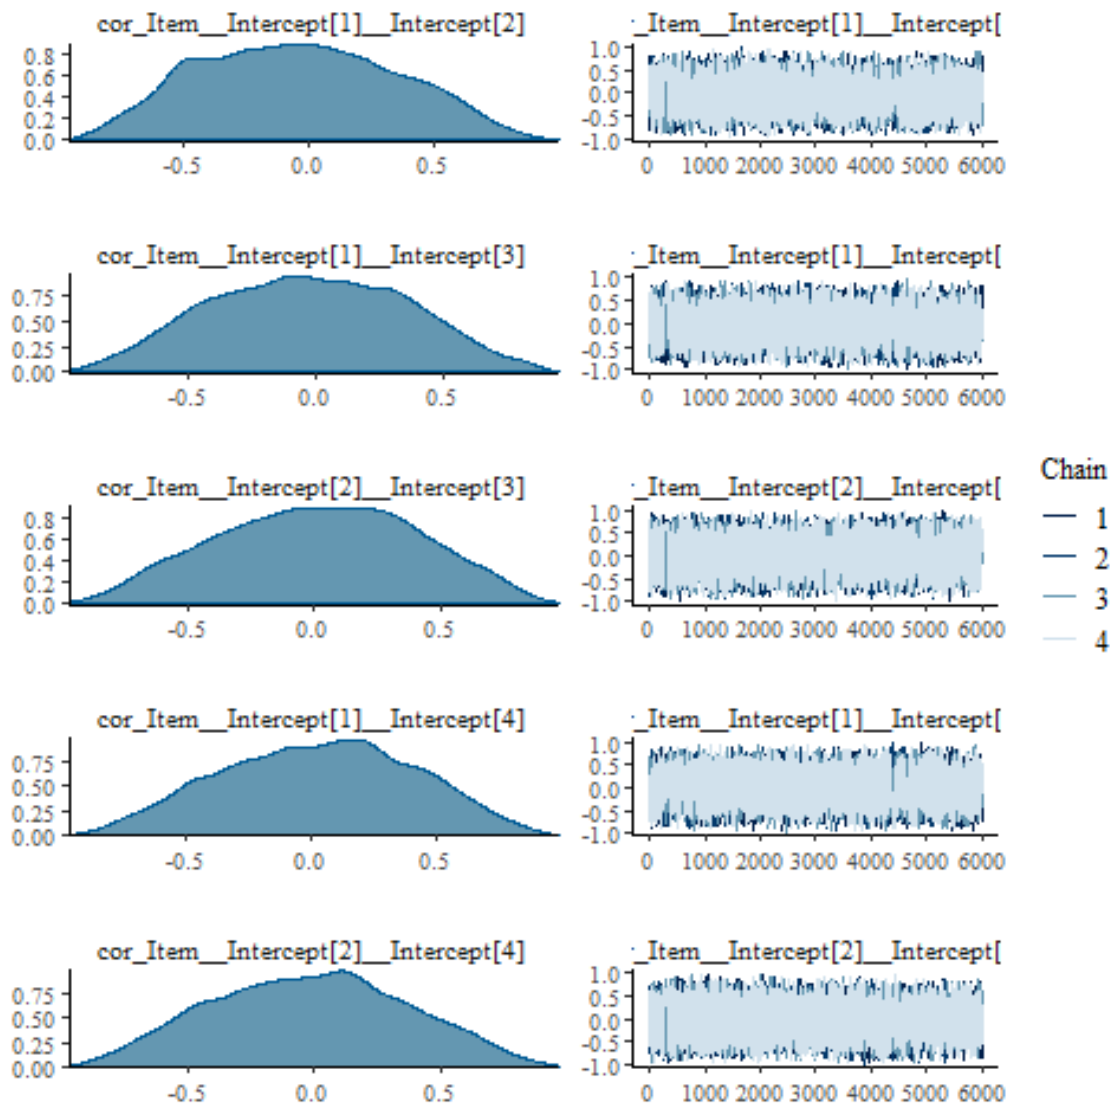 cor_Item__Intercept[1]__Intercept[2]
_Item__Intercept[1]__Intercept[
0.8
0.6
0.4
0.2
0.0
-0.5 0.0 0.5
1.0
0.5
0.0
-0.5
-1.0
0 1000 2000 3000 4000 5000 6000
cor_Item__Intercept[1]__Intercept[3]
_Item__Intercept[1]__Intercept[
0.75
0.50
0.25
0.00
-0.5 0.0 0.5
1.0
0.5
0.0
-0.5
-1.0
0 1000 2000 3000 4000 5000 6000
cor_Item__Intercept[2]__Intercept[3]
_Item__Intercept[2]__Intercept[
0.8
0.6
0.4
0.2
0.0
-0.5 0.0 0.5
1.0
0.5
0.0
-0.5
-1.0
0 1000 2000 3000 4000 5000 6000
cor_Item__Intercept[1]__Intercept[4]
_Item__Intercept[1]__Intercept[
0.75
0.50
0.25
0.00
-0.5 0.0 0.5
1.0
0.5
0.0
-0.5
-1.0
0 1000 2000 3000 4000 5000 6000
cor_Item__Intercept[2]__Intercept[4]
_Item__Intercept[2]__Intercept[
0.75
0.50
0.25
0.00
-0.5 0.0 0.5
1.0
0.5
0.0
-0.5
-1.0
0 1000 2000 3000 4000 5000 6000
Chain
1
2
3
4